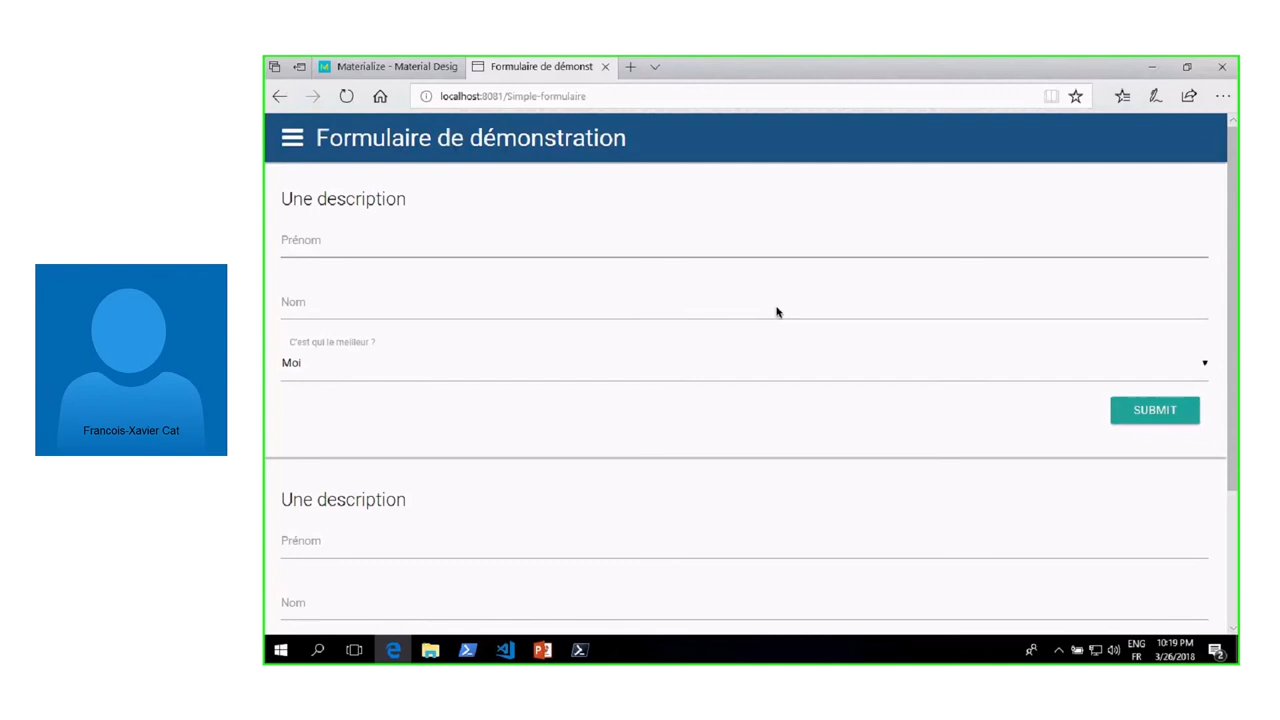 Materialize - Material Desig
Formulaire de démonst
localhost:8081/Simple-formulaire
Formulaire de démonstration
Une description
Prénom
Nom
C'est qui le meilleur ?
Moi
SUBMIT
Une description
Prénom
Nom
Francois-Xavier Cat
ENG
FR
10:19 PM
3/26/2018
2